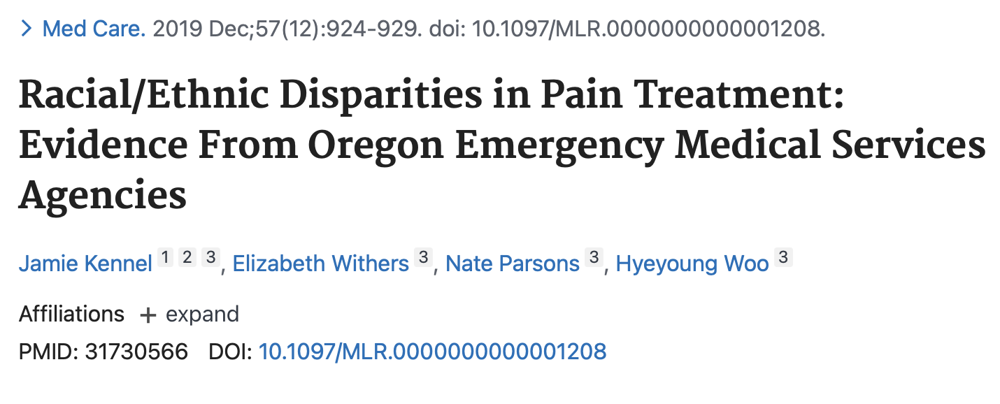 > Med Care. 2019 Dec;57(12):924-929. doi: 10.1097/MLR.0000000000001208.
Racial/Ethnic Disparities in Pain Treatment:
Evidence From Oregon Emergency Medical Services
Agencies
Jamie Kennel 1 2 3, Elizabeth Withers 3, Nate Parsons 3, Hyeyoung Woo 3
Affiliations + expand
PMID: 31730566 DOI: 10.1097/MLR.0000000000001208